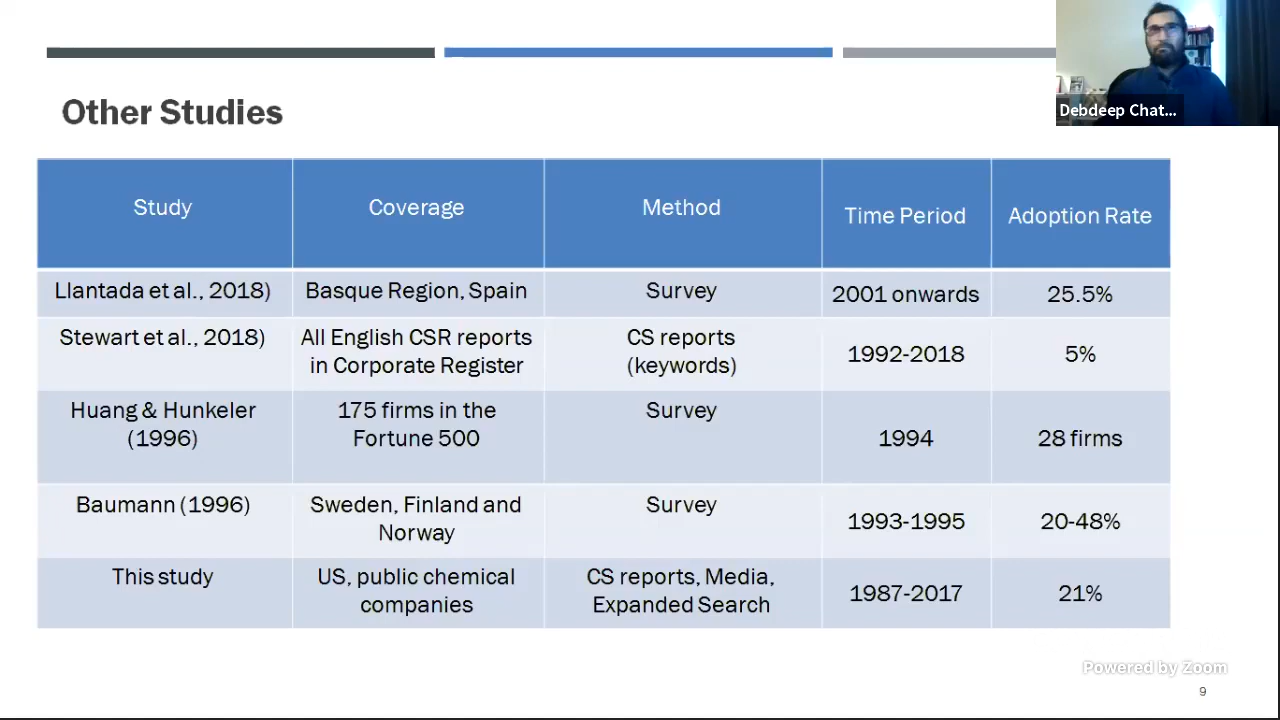 Debdeep Chat...
Other Studies
Study
Coverage
Method
Time Period
Adoption Rate
Llantada et al., 2018)
Basque Region, Spain
Survey
2001 onwards
25.5%
Stewart et al., 2018)
All English CSR reports
in Corporate Register
CS reports
(keywords)
1992-2018
5%
Huang & Hunkeler
(1996)
175 firms in the
Fortune 500
Survey
1994
28 firms
Baumann (1996)
Sweden, Finland and
Norway
Survey
1993-1995
20-48%
This study
US, public chemical
companies
CS reports, Media,
Expanded Search
1987-2017
21%
Powered by Zoom
9